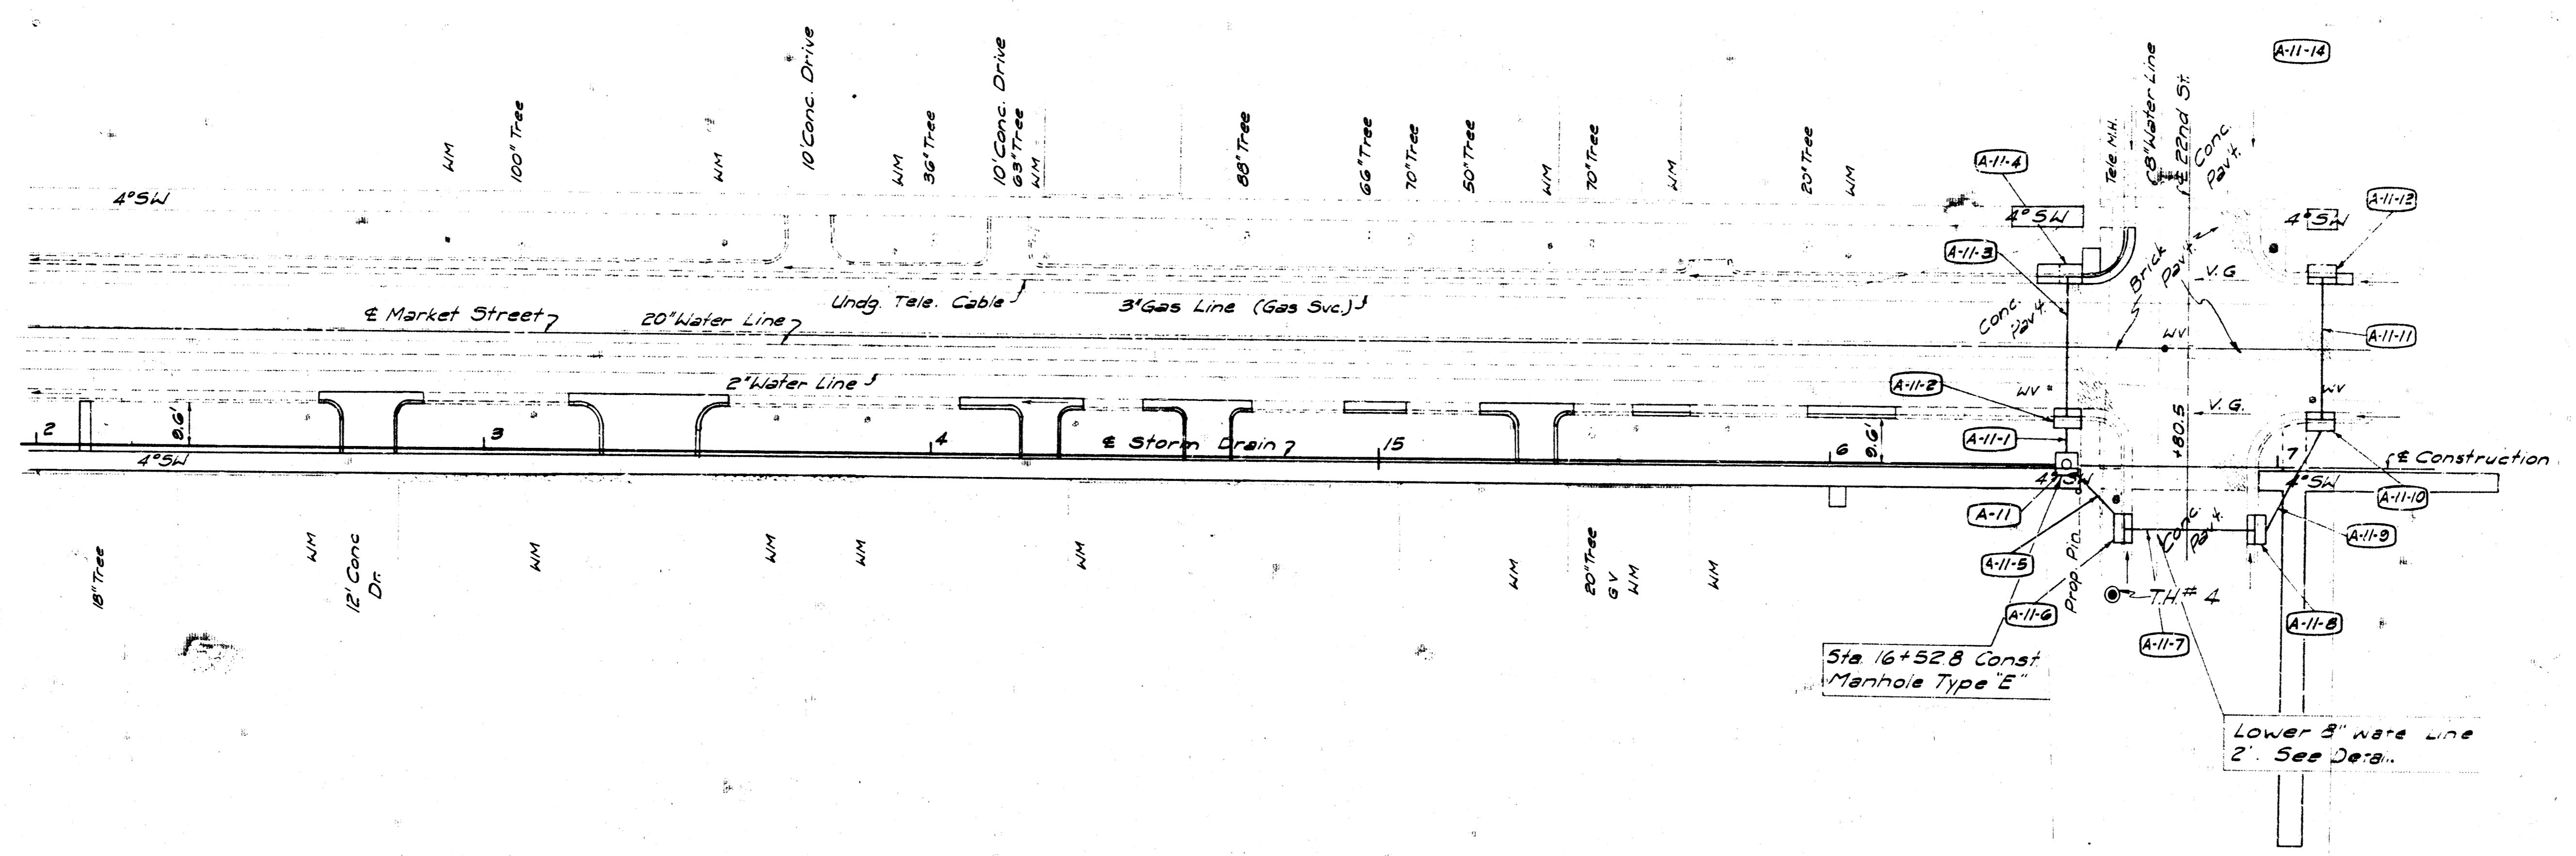 A-11-14
WM
100" Tree
WM
10' Conc. Drive
WM
36" Tree
10' Conc. Drive
63" Tree
WM
88" Tree
66" Tree
70" Tree
50" Tree
WM
70" Tree
WM
20" Tree
WM
A-11-4
Tele. M.H.
8" Water Line
℄ 22nd St.
Conc.
Pav't.
A-11-12
4° SW
4° SW
4° SW
A-11-3
Brick
Pav't.
V. G.
Undg. Tele. Cable
3" Gas Line (Gas Svc.)
Conc.
Pav't.
℄ Market Street
20" Water Line
WV
A-11-11
2" Water Line
A-11-2
WV
WV
V. G.
9.6'
2
3
4
℄ Storm Drain
15
6
9.6'
A-11-1
+80.5
7
℄ Construction
4° SW
4° SW
4° SW
A-11-10
A-11
Conc.
Pav't.
A-11-9
18" Tree
WM
12' Conc
Dr.
WM
WM
WM
WM
WM
20" Tree
GV
WM
WM
A-11-5
Prop. Pin
T.H. # 4
A-11-6
A-11-8
A-11-7
Sta. 16+52.8 Const.
Manhole Type "E"
Lower 8" Wate Line
2'. See Detai